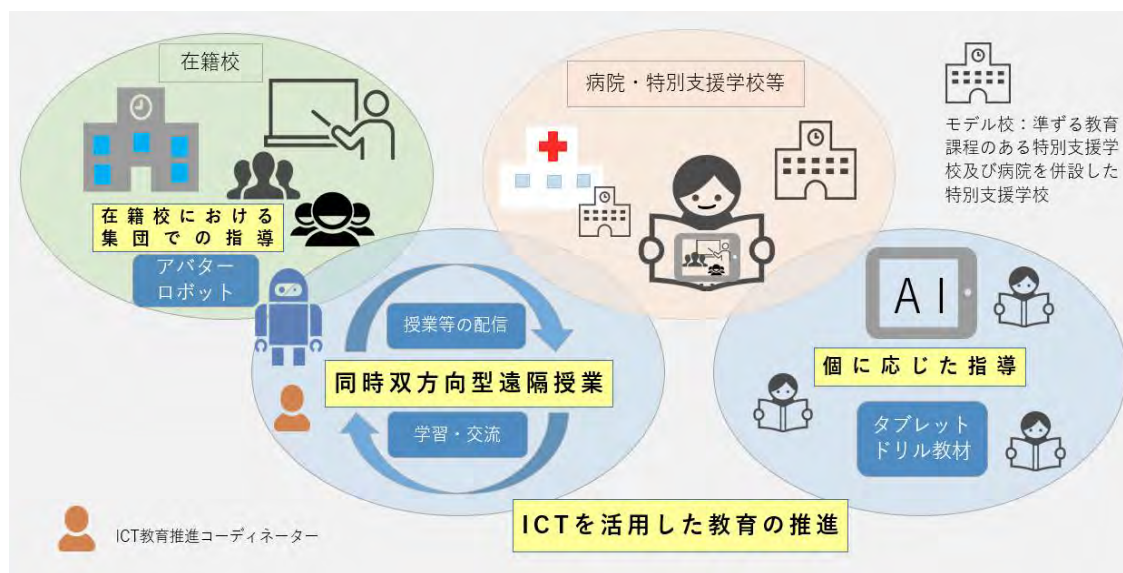 在籍校
病院・特別支援学校等
モデル校：準ずる教育
課程のある特別支援学
校及び病院を併設した
特別支援学校
在籍校における
集団での指導
アバター
ロボット
授業等の配信
同時双方向型遠隔授業
学習・交流
AI
個に応じた指導
タブレット
ドリル教材
ICTを活用した教育の推進
ICT教育推進コーディネーター